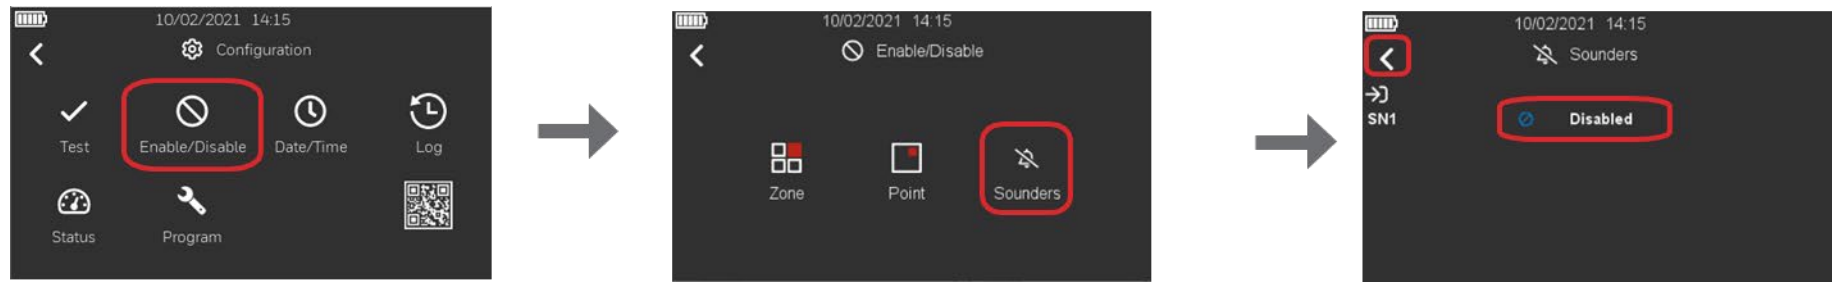 10/02/2021 14:15
Configuration
Test
Enable/Disable
Date/Time
Log
Status
Program
10/02/2021 14:15
Enable/Disable
Zone
Point
Sounders
10/02/2021 14:15
Sounders
SN1
Disabled